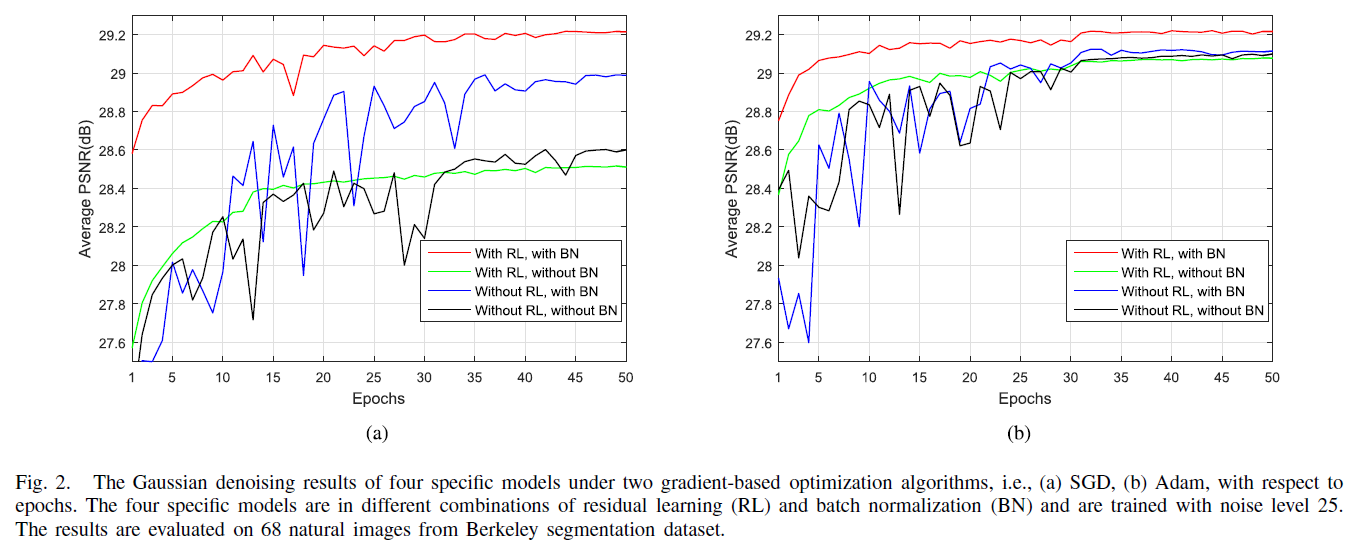 29.2
29
28.8
28.6
28.4
28.2
28
27.8
27.6
Average PSNR(dB)
With RL, with BN
With RL, without BN
Without RL, with BN
Without RL, without BN
1 5 10 15 20 25 30 35 40 45 50
Epochs
(a)
29.2
29
28.8
28.6
28.4
28.2
28
27.8
27.6
Average PSNR(dB)
With RL, with BN
With RL, without BN
Without RL, with BN
Without RL, without BN
1 5 10 15 20 25 30 35 40 45 50
Epochs
(b)
Fig. 2. The Gaussian denoising results of four specific models under two gradient-based optimization algorithms, i.e., (a) SGD, (b) Adam, with respect to
epochs. The four specific models are in different combinations of residual learning (RL) and batch normalization (BN) and are trained with noise level 25.
The results are evaluated on 68 natural images from Berkeley segmentation dataset.